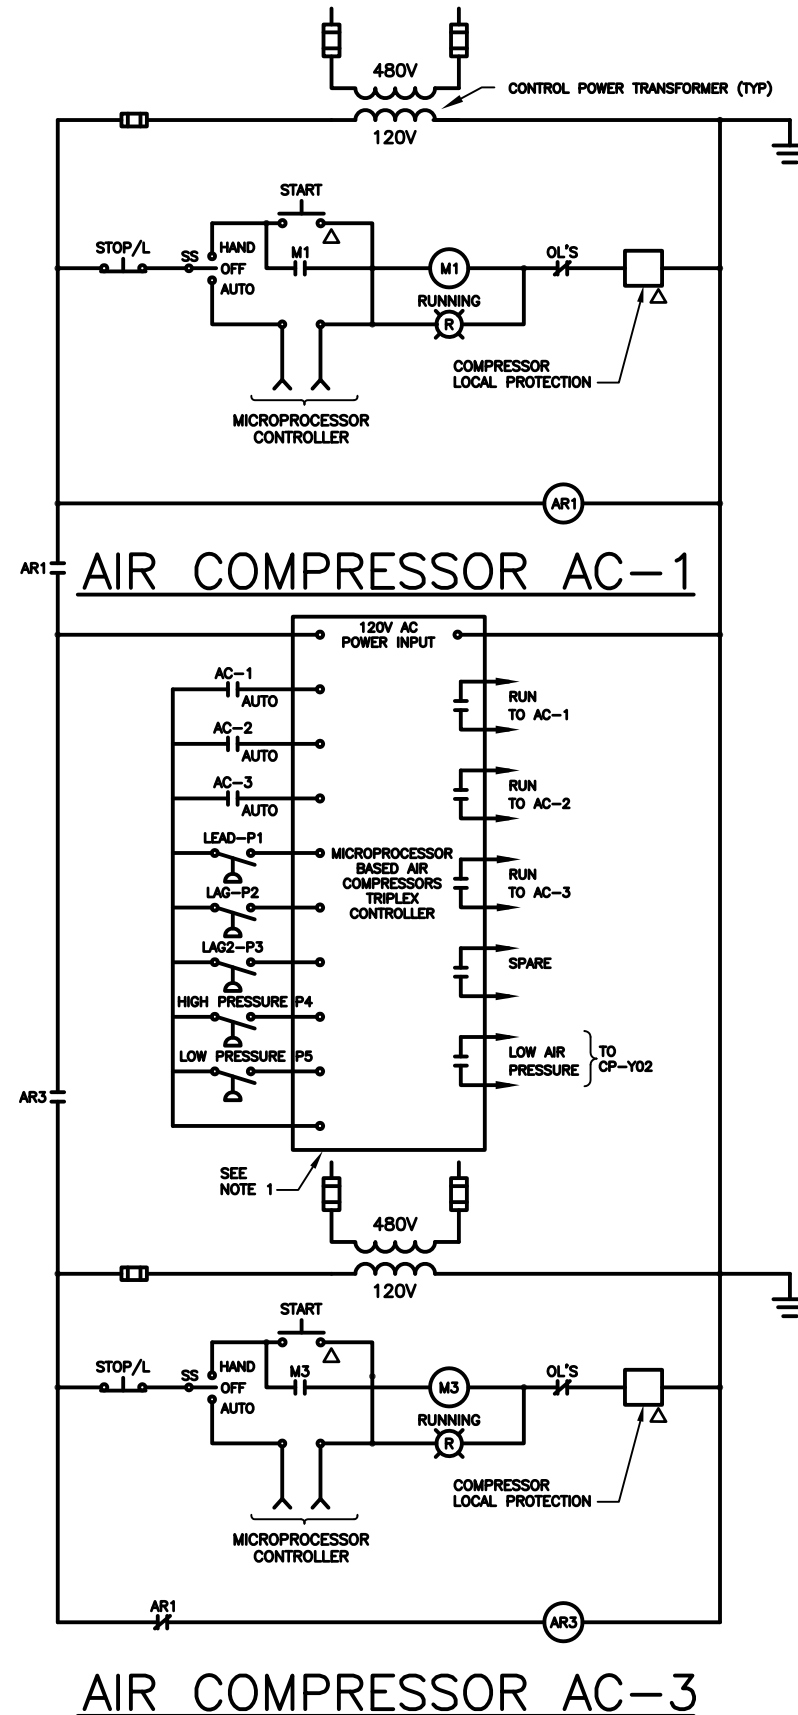 480V
CONTROL POWER TRANSFORMER (TYP)
120V
START
STOP/L
SS
HAND
OFF
AUTO
M1
M1
OL'S
RUNNING
R
COMPRESSOR
LOCAL PROTECTION
MICROPROCESSOR
CONTROLLER
AR1
AR1
AIR COMPRESSOR AC-1
120V AC
POWER INPUT
AC-1
AUTO
RUN
TO AC-1
AC-2
AUTO
RUN
TO AC-2
AC-3
AUTO
LEAD-P1
MICROPROCESSOR
BASED AIR
COMPRESSORS
TRIPLEX
CONTROLLER
RUN
TO AC-3
LAG-P2
LAG2-P3
SPARE
HIGH PRESSURE P4
LOW PRESSURE P5
LOW AIR
PRESSURE
TO
CP-Y02
AR3
SEE
NOTE 1
480V
120V
START
STOP/L
SS
HAND
OFF
AUTO
M3
M3
OL'S
RUNNING
R
COMPRESSOR
LOCAL PROTECTION
MICROPROCESSOR
CONTROLLER
AR1
AR3
AIR COMPRESSOR AC-3